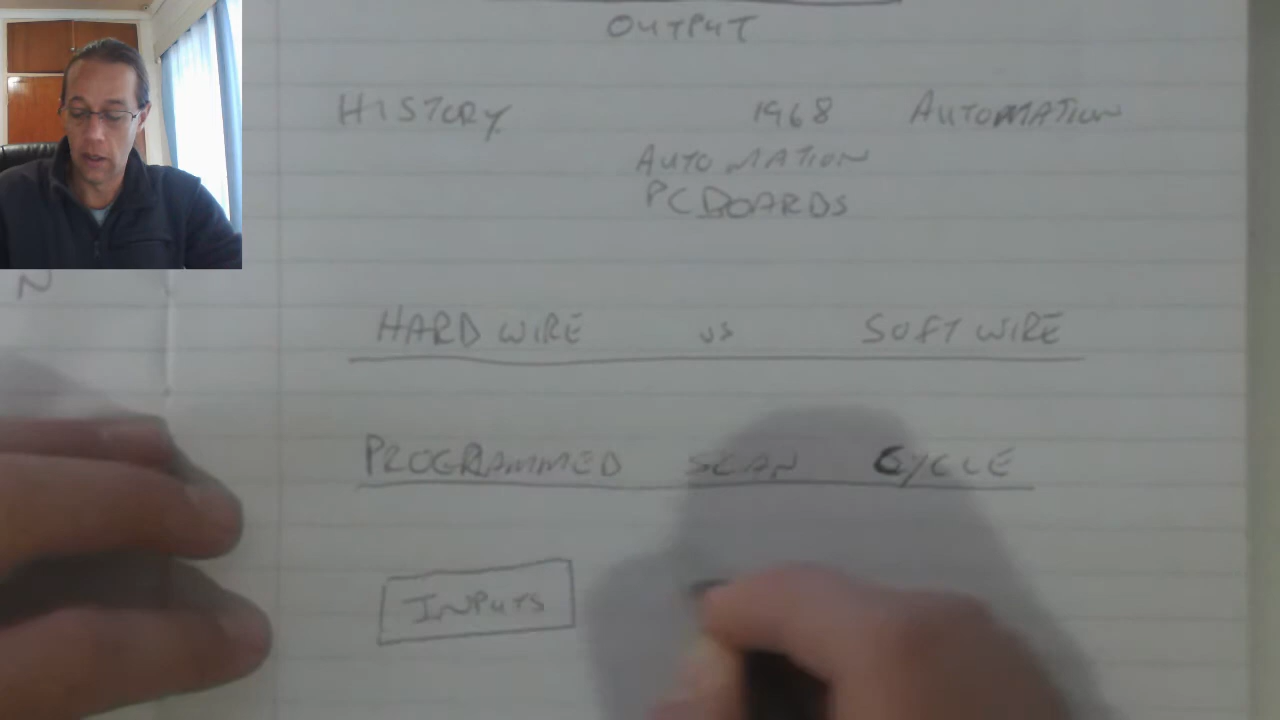 OUTPUT
HISTORY 1968 AUTOMATION
AUTOMATION
PC BOARDS
N
HARD WIRE vs SOFT WIRE
PROGRAMMED SCAN CYCLE
INPUTS